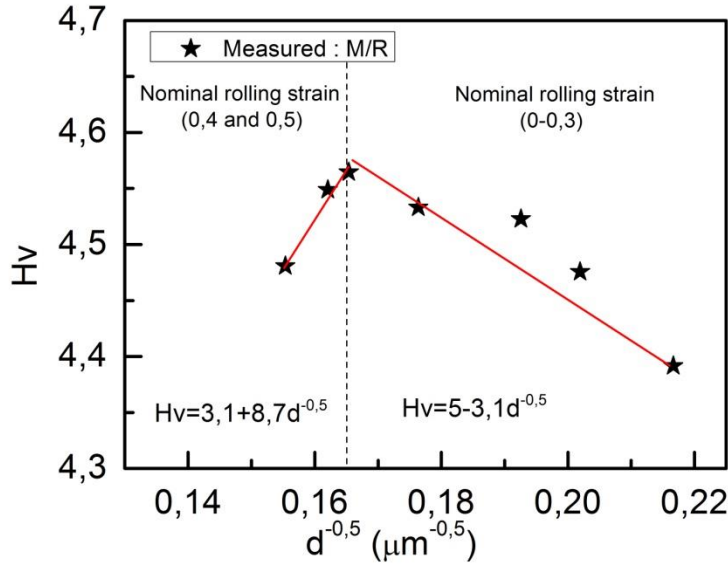 4,7
4,6
4,5
4,4
4,3
Hv
Measured : M/R
Nominal rolling strain
(0,4 and 0,5)
Nominal rolling strain
(0-0,3)
Hv=3,1+8,7d^-0,5
Hv=5-3,1d^-0,5
0,14 0,16 0,18 0,20 0,22
d^-0,5 (μm^-0,5)